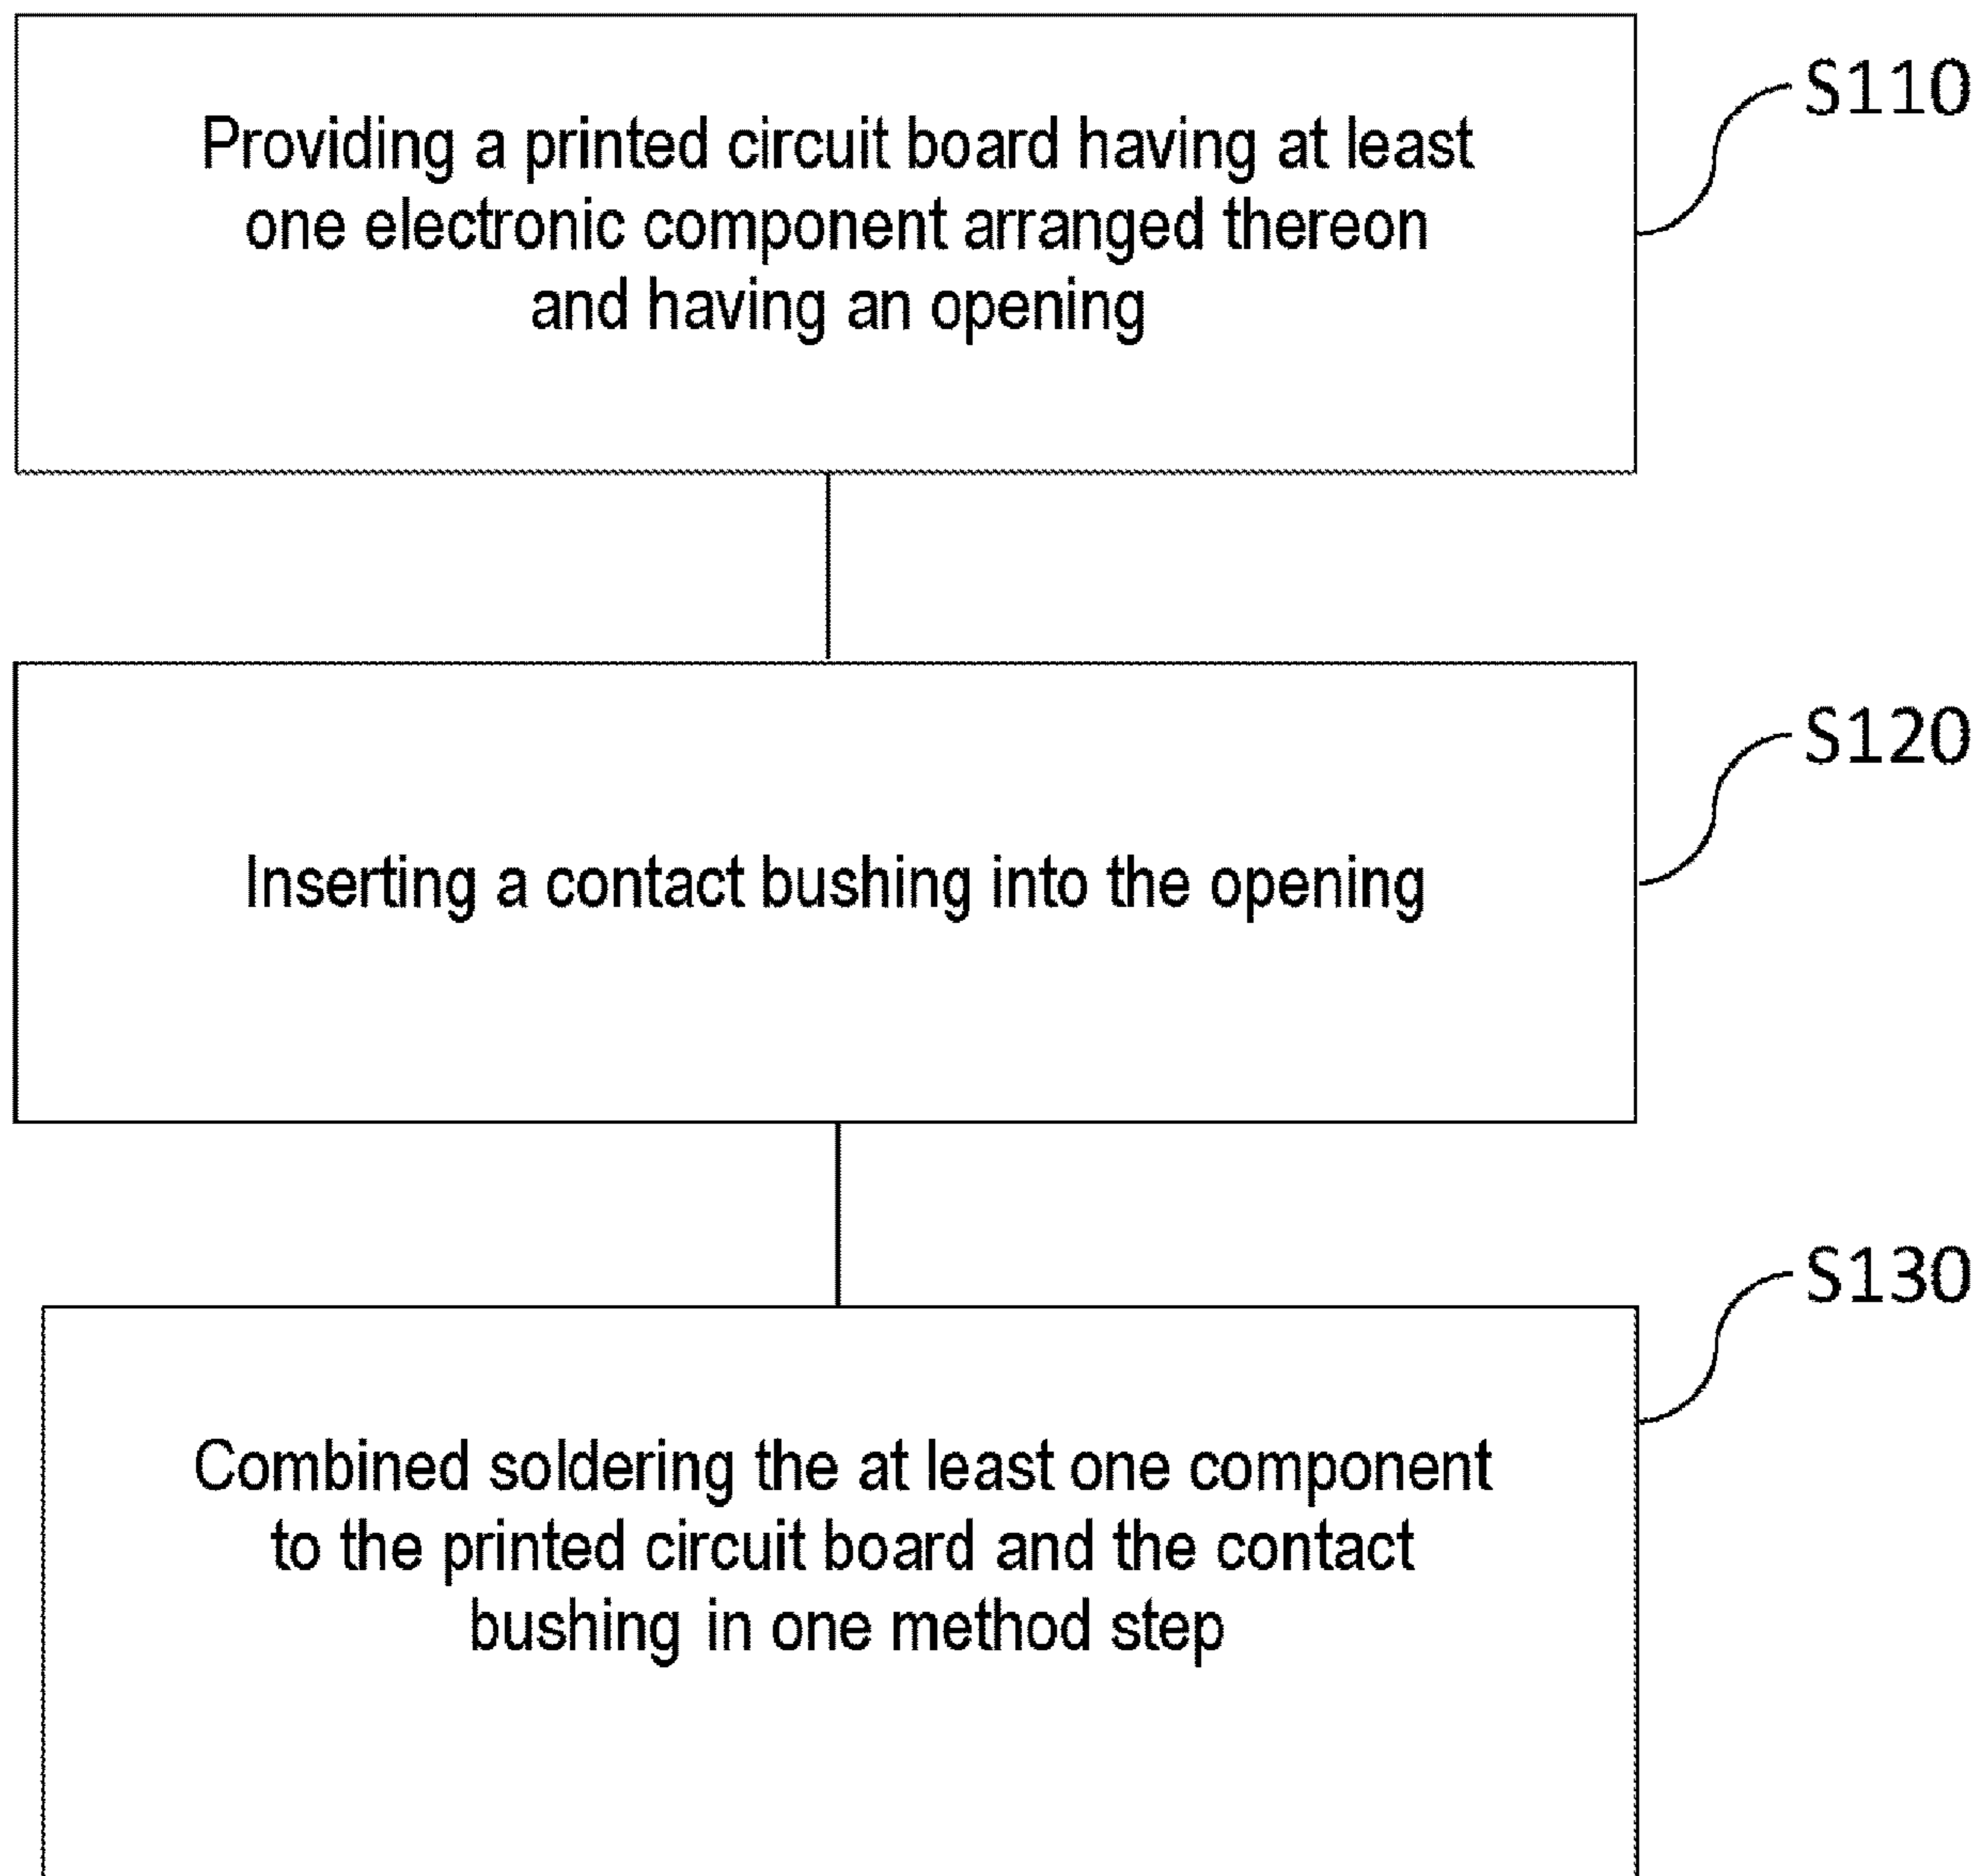 S110
Providing a printed circuit board having at least
one electronic component arranged thereon
and having an opening
S120
Inserting a contact bushing into the opening
S130
Combined soldering the at least one component
to the printed circuit board and the contact
bushing in one method step